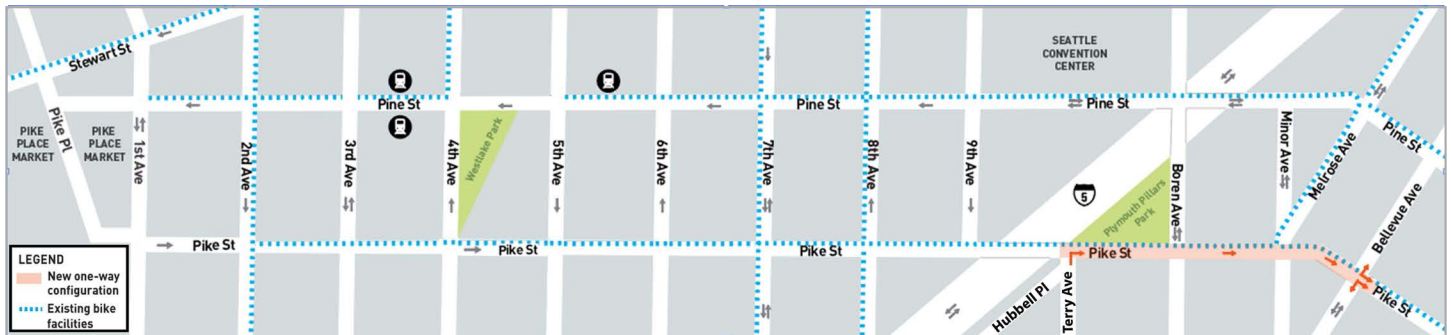 SEATTLE
CONVENTION
CENTER
Stewart St
Pine St
Pine St
Pine St
Pine St
PIKE
PLACE
MARKET
Pike Pl
PIKE
PLACE
MARKET
1st Ave
2nd Ave
3rd Ave
4th Ave
Westlake Park
5th Ave
6th Ave
7th Ave
8th Ave
9th Ave
5
Plymouth Pillars
Park
Boren Ave
Minor Ave
Melrose Ave
Bellevue Ave
Pike St
Pike St
Pike St
Pike St
Pike St
Hubbell Pl
Terry Ave
LEGEND
New one-way
configuration
Existing bike
facilities